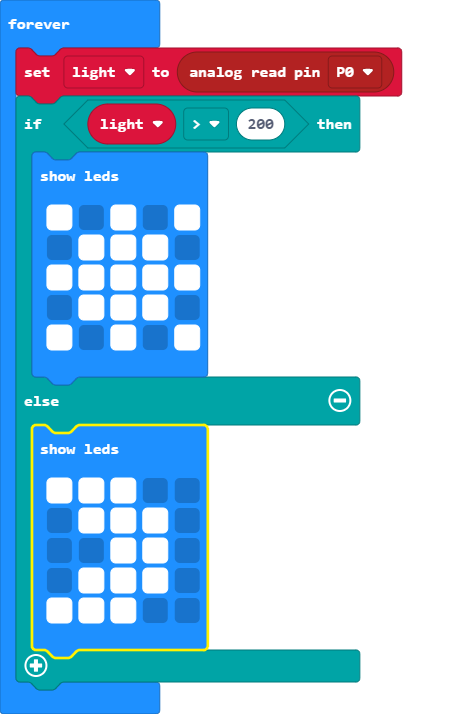 forever
set light to analog read pin P0
if light > 200 then
show leds
else
show leds